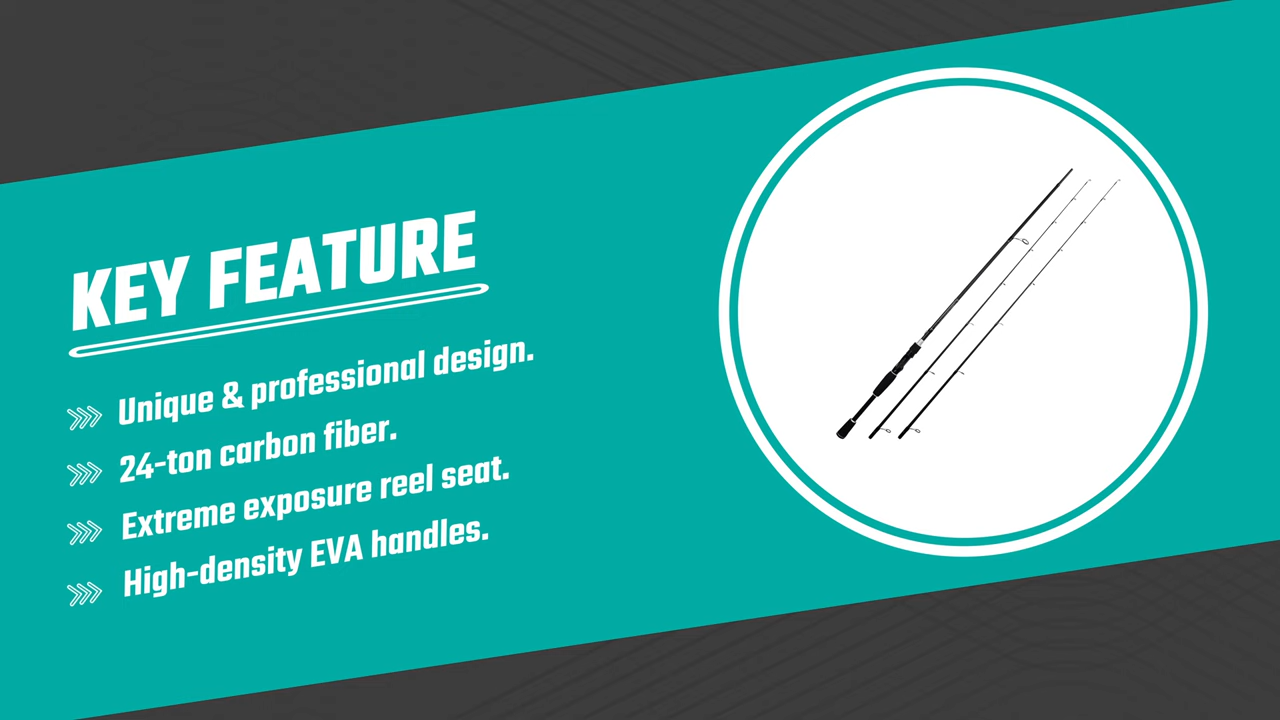 KEY FEATURE
Unique & professional design.
24-ton carbon fiber.
Extreme exposure reel seat.
High-density EVA handles.